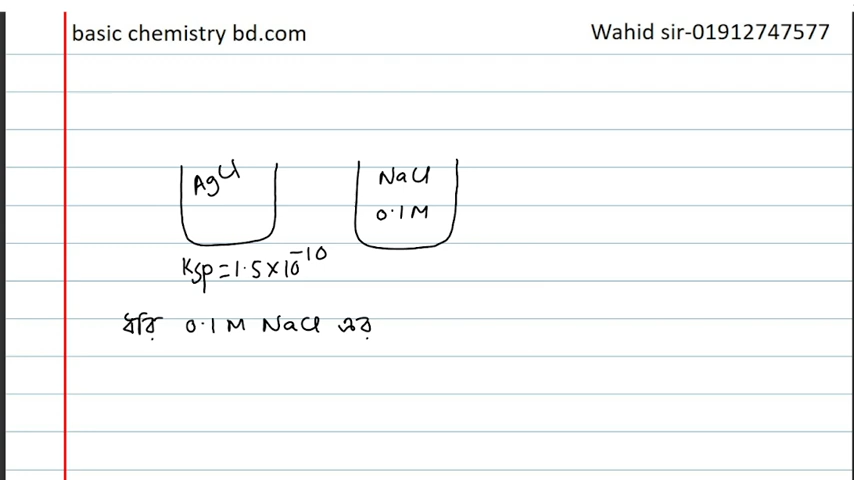 basic chemistry bd.com Wahid sir-01912747577
AgCl NaCl
0.1M
Ksp=1.5×10⁻¹⁰
ধরি 0.1M NaCl এর